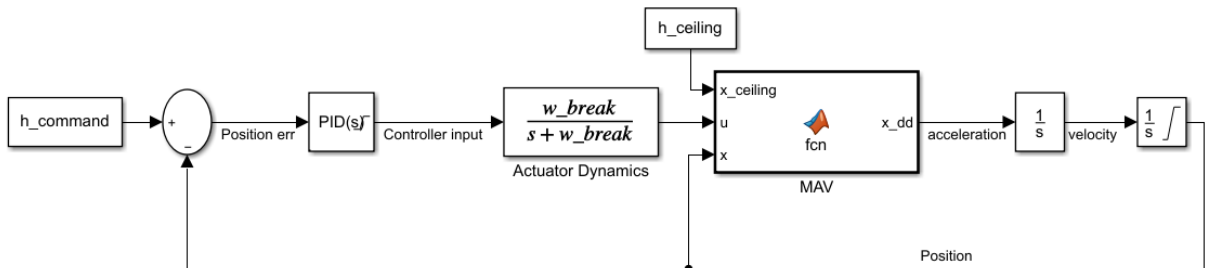 h_ceiling
h_command
+
−
Position err
PID(s)
Controller input
w_break
s + w_break
Actuator Dynamics
x_ceiling
u
x
fcn
x_dd
MAV
acceleration
1
s
velocity
1
s
Position